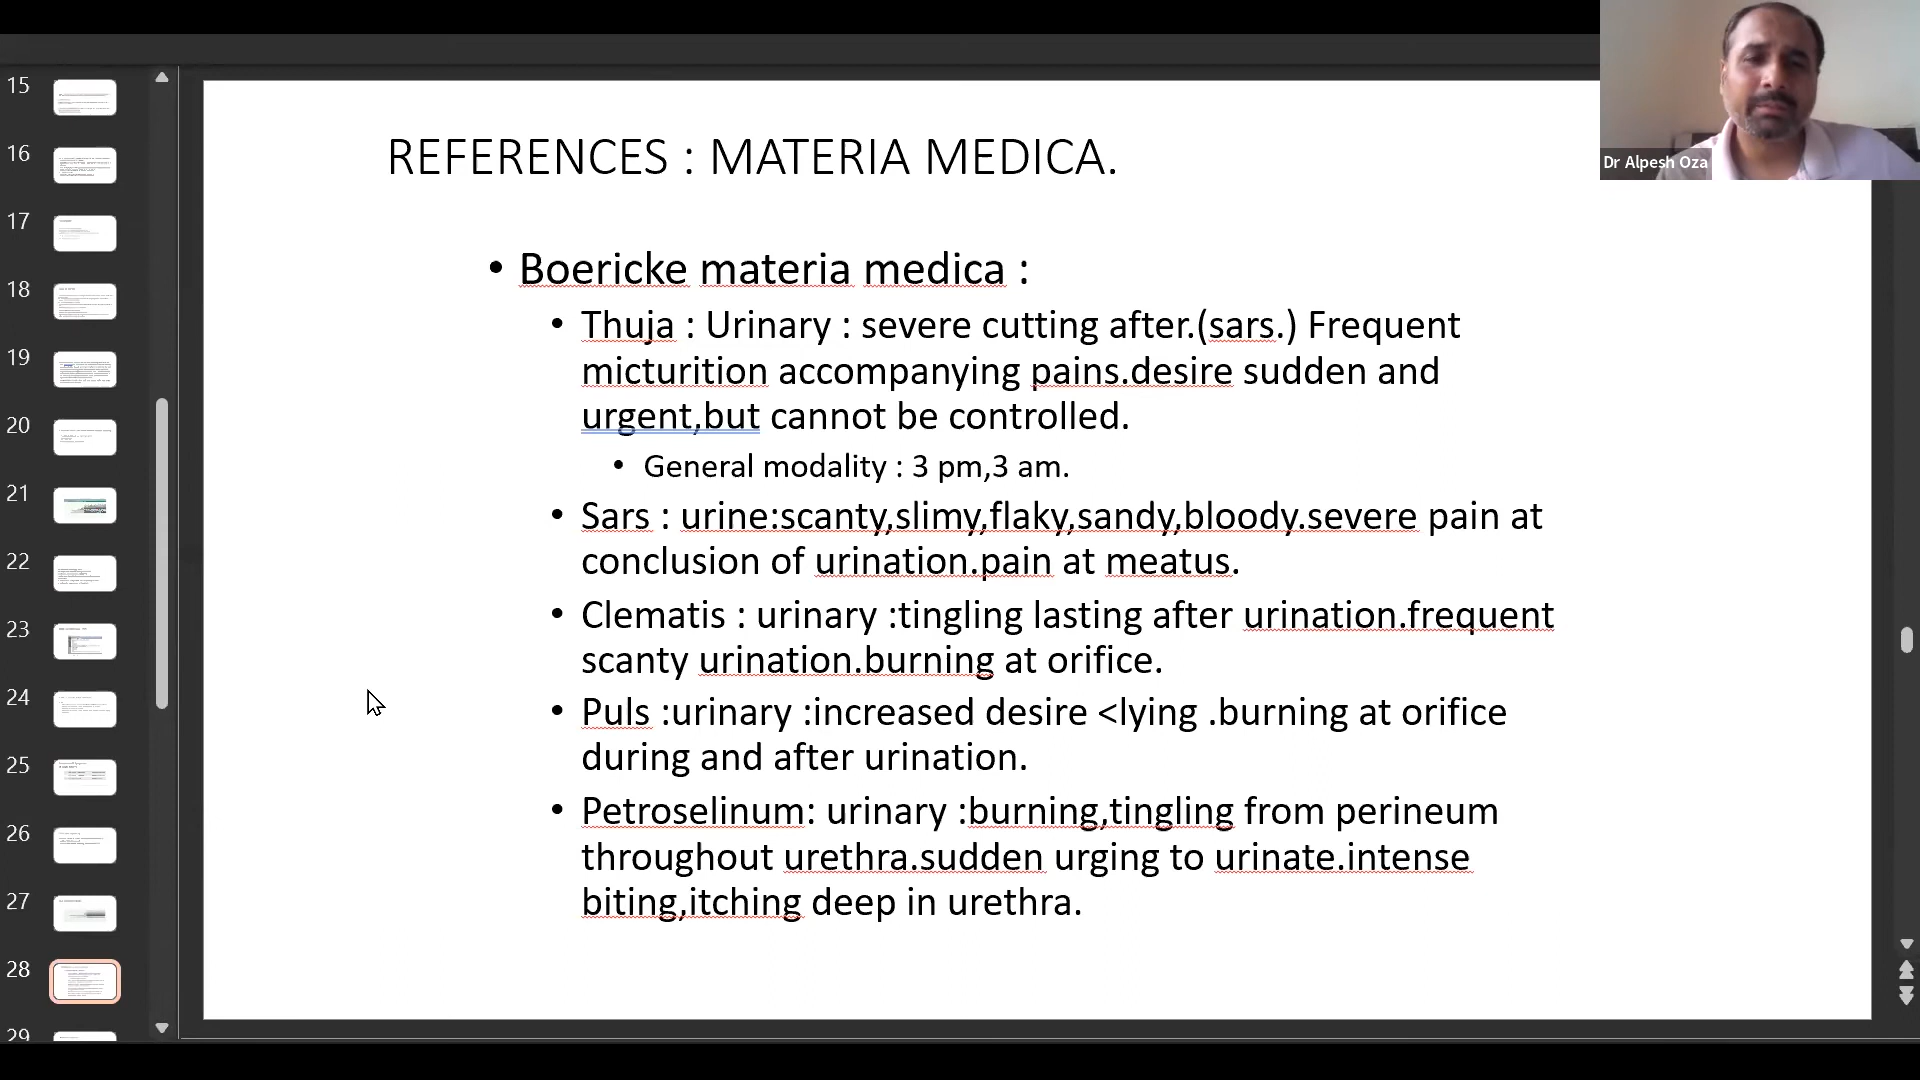 15
16
17
18
19
20
21
22
23
24
25
26
27
28
29
REFERENCES : MATERIA MEDICA.
• Boericke materia medica :
• Thuja : Urinary : severe cutting after.(sars.) Frequent
micturition accompanying pains.desire sudden and
urgent,but cannot be controlled.
• General modality : 3 pm,3 am.
• Sars : urine:scanty,slimy,flaky,sandy,bloody.severe pain at
conclusion of urination.pain at meatus.
• Clematis : urinary :tingling lasting after urination.frequent
scanty urination.burning at orifice.
• Puls :urinary :increased desire <lying .burning at orifice
during and after urination.
• Petroselinum: urinary :burning,tingling from perineum
throughout urethra.sudden urging to urinate.intense
biting,itching deep in urethra.
Dr Alpesh Oza